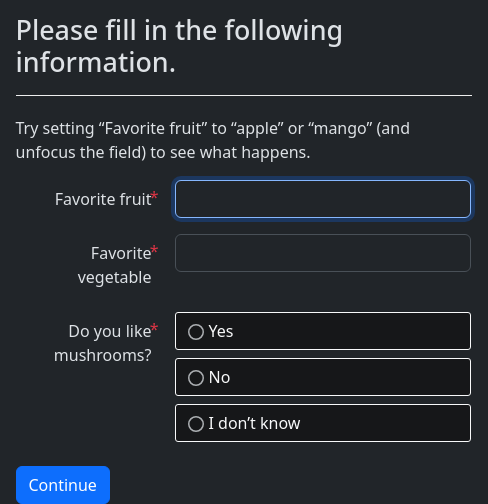 Please fill in the following
information.
Try setting “Favorite fruit” to “apple” or “mango” (and
unfocus the field) to see what happens.
Favorite fruit*
Favorite*
vegetable
Do you like*
mushrooms?
Yes
No
I don’t know
Continue